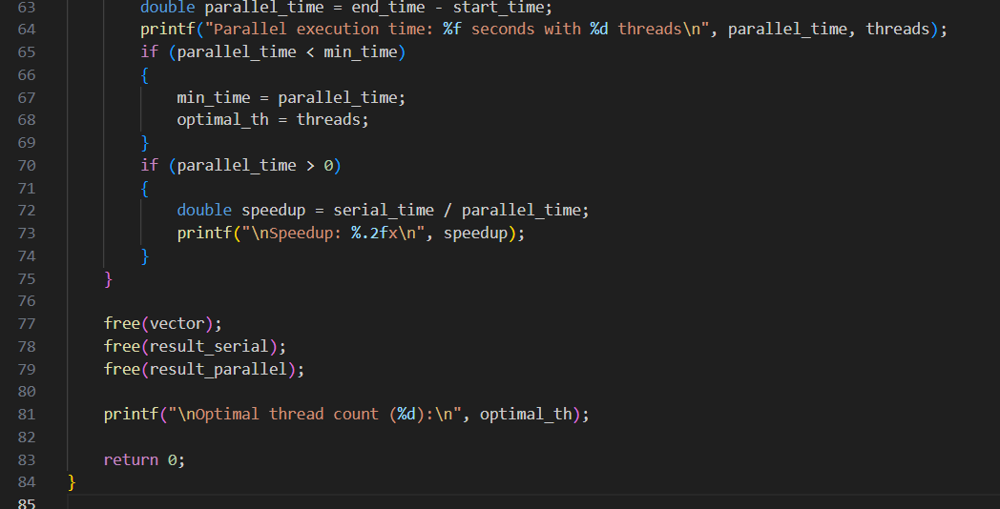 63 double parallel_time = end_time - start_time;
64 printf("Parallel execution time: %f seconds with %d threads\n", parallel_time, threads);
65 if (parallel_time < min_time)
66 {
67 min_time = parallel_time;
68 optimal_th = threads;
69 }
70 if (parallel_time > 0)
71 {
72 double speedup = serial_time / parallel_time;
73 printf("\nSpeedup: %.2fx\n", speedup);
74 }
75 }
76
77 free(vector);
78 free(result_serial);
79 free(result_parallel);
80
81 printf("\nOptimal thread count (%d):\n", optimal_th);
82
83 return 0;
84 }
85